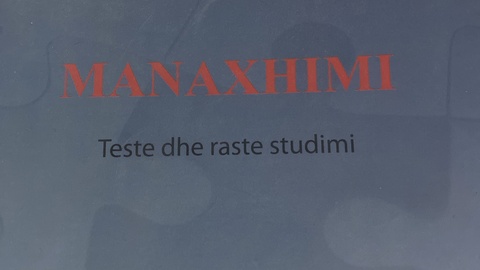 MANAXHIMI
Teste dhe raste studimi